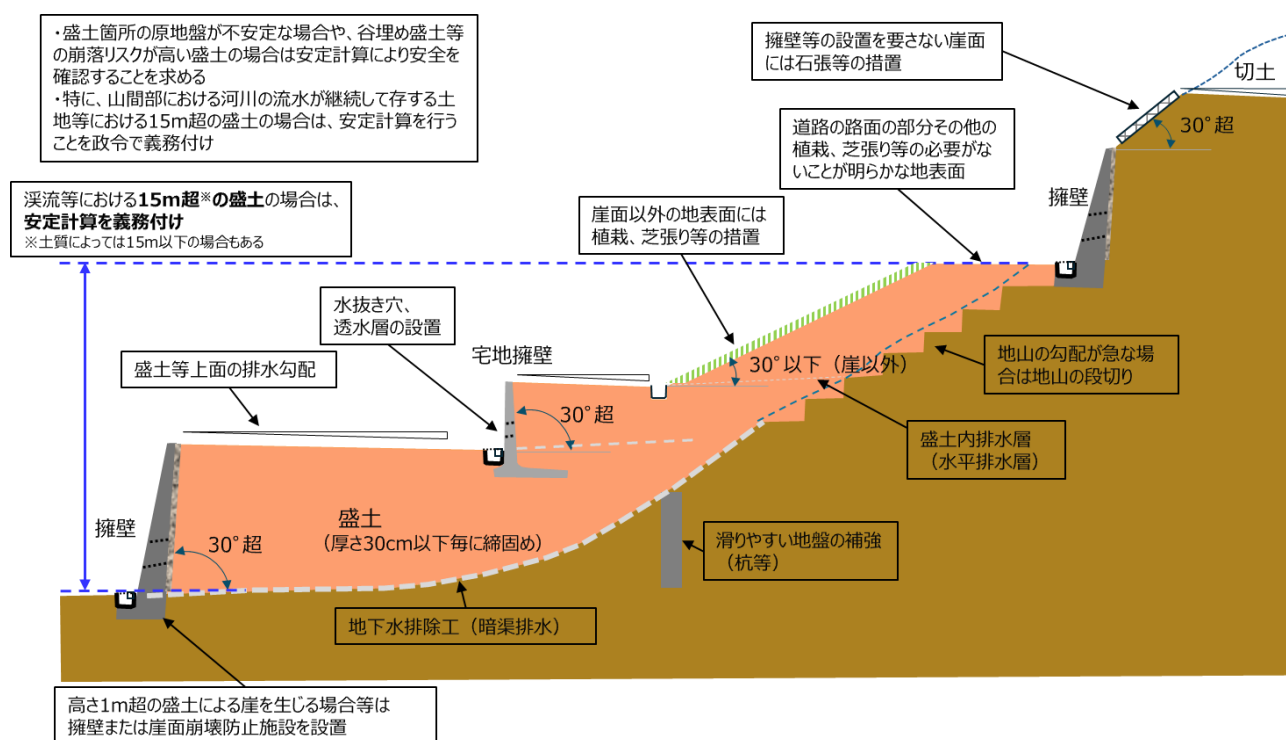 ・盛土箇所の原地盤が不安定な場合や、谷埋め盛土等
の崩落リスクが高い盛土の場合は安定計算により安全を
確認することを求める
・特に、山間部における河川の流水が継続して存する土
地等における15m超の盛土の場合は、安定計算を行う
ことを政令で義務付け
擁壁等の設置を要さない崖面
には石張等の措置
切土
30°超
道路の路面の部分その他の
植栽、芝張り等の必要がな
いことが明らかな地表面
擁壁
渓流等における15m超※の盛土の場合は、
安定計算を義務付け
※土質によっては15m以下の場合もある
崖面以外の地表面には
植栽、芝張り等の措置
水抜き穴、
透水層の設置
宅地擁壁
盛土等上面の排水勾配
30°以下（崖以外）
地山の勾配が急な場
合は地山の段切り
30°超
盛土内排水層
（水平排水層）
擁壁
盛土
（厚さ30cm以下毎に締固め）
30°超
滑りやすい地盤の補強
（杭等）
地下水排除工（暗渠排水）
高さ1m超の盛土による崖を生じる場合等は
擁壁または崖面崩壊防止施設を設置